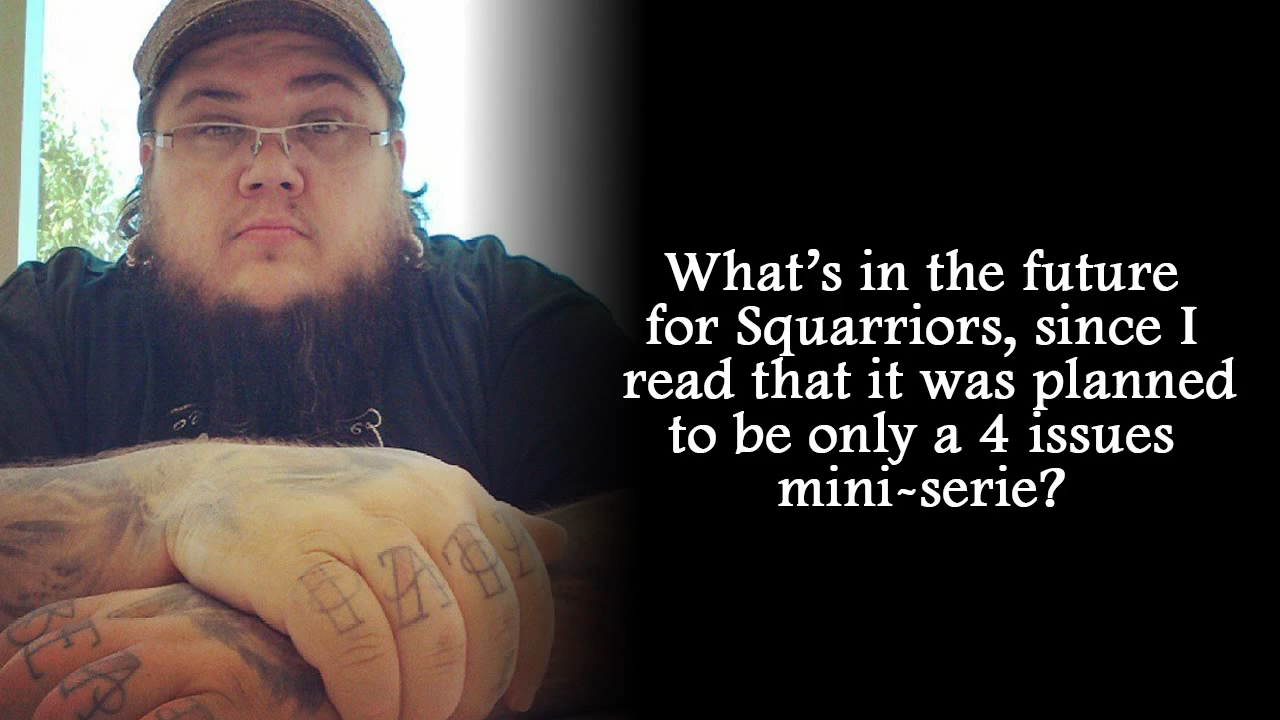 What's in the future
for Squarriors, since I
read that it was planned
to be only a 4 issues
mini-serie?